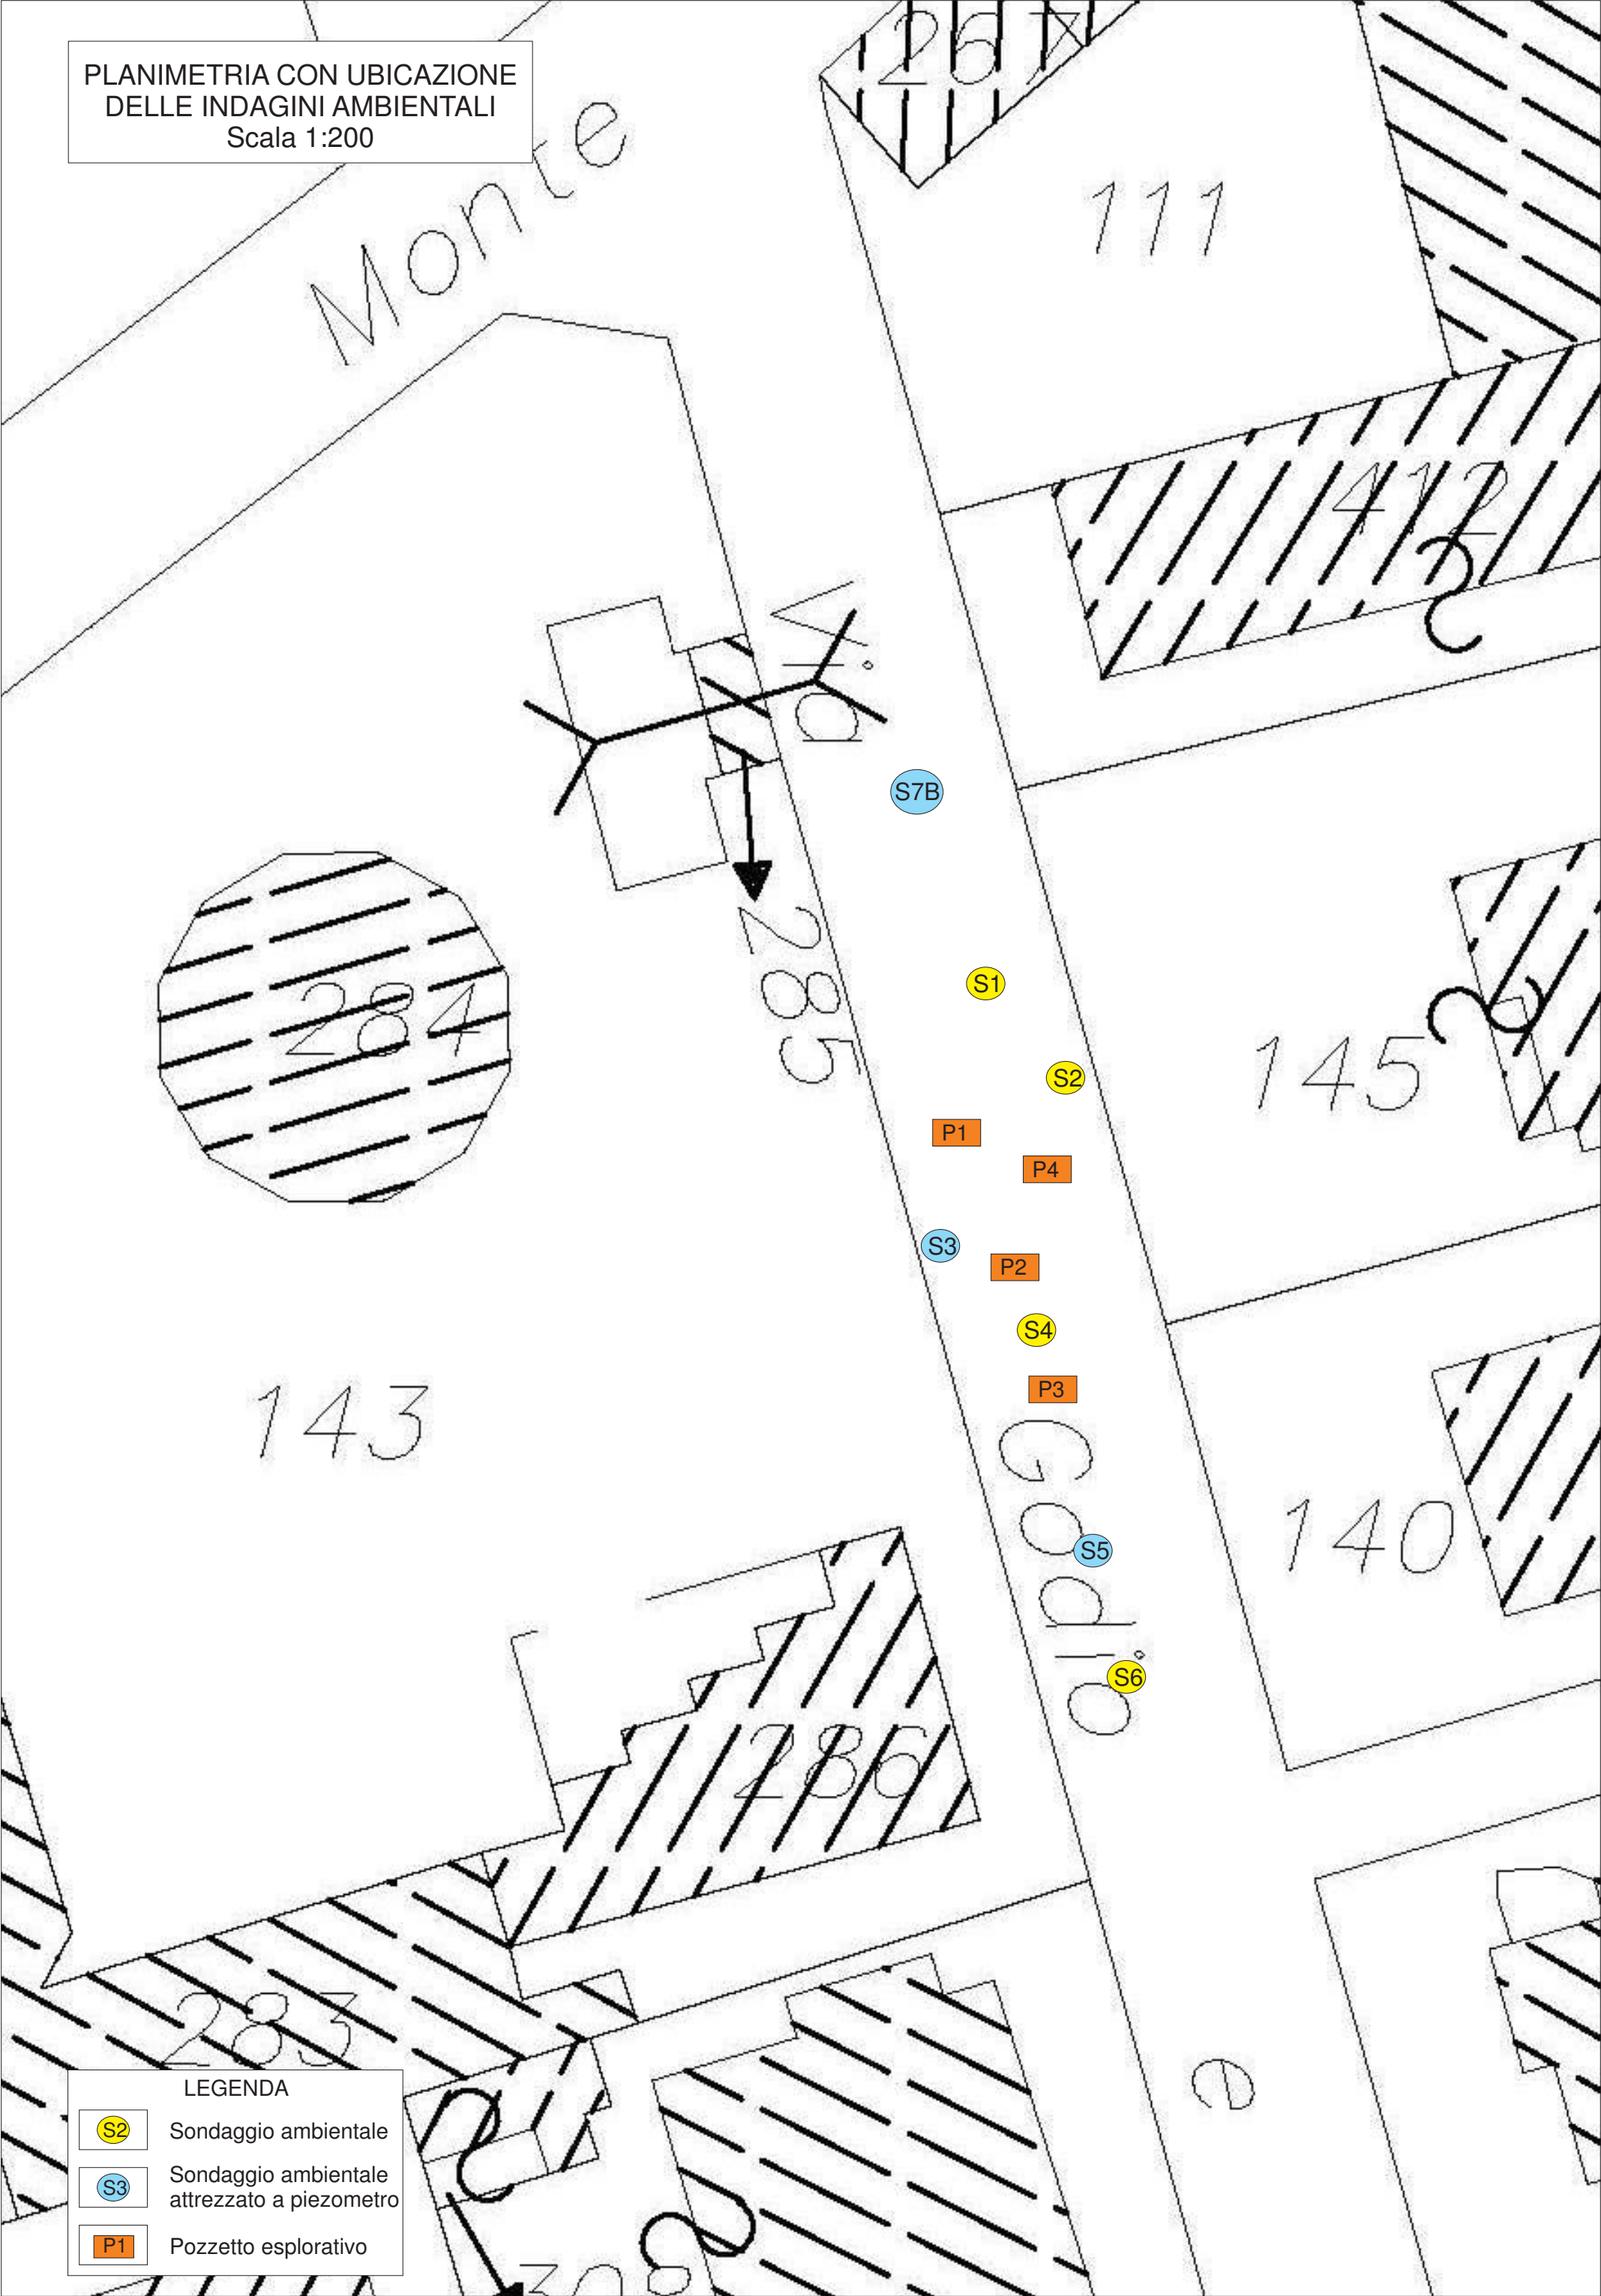 PLANIMETRIA CON UBICAZIONE
DELLE INDAGINI AMBIENTALI
Scala 1:200
267
Monte
111
412
Via
S7B
285
284
S1
S2
145
P1
P4
S3
P2
S4
P3
143
Godio
140
S5
S6
286
283
e
LEGENDA
S2 Sondaggio ambientale
S3 Sondaggio ambientale
attrezzato a piezometro
P1 Pozzetto esplorativo